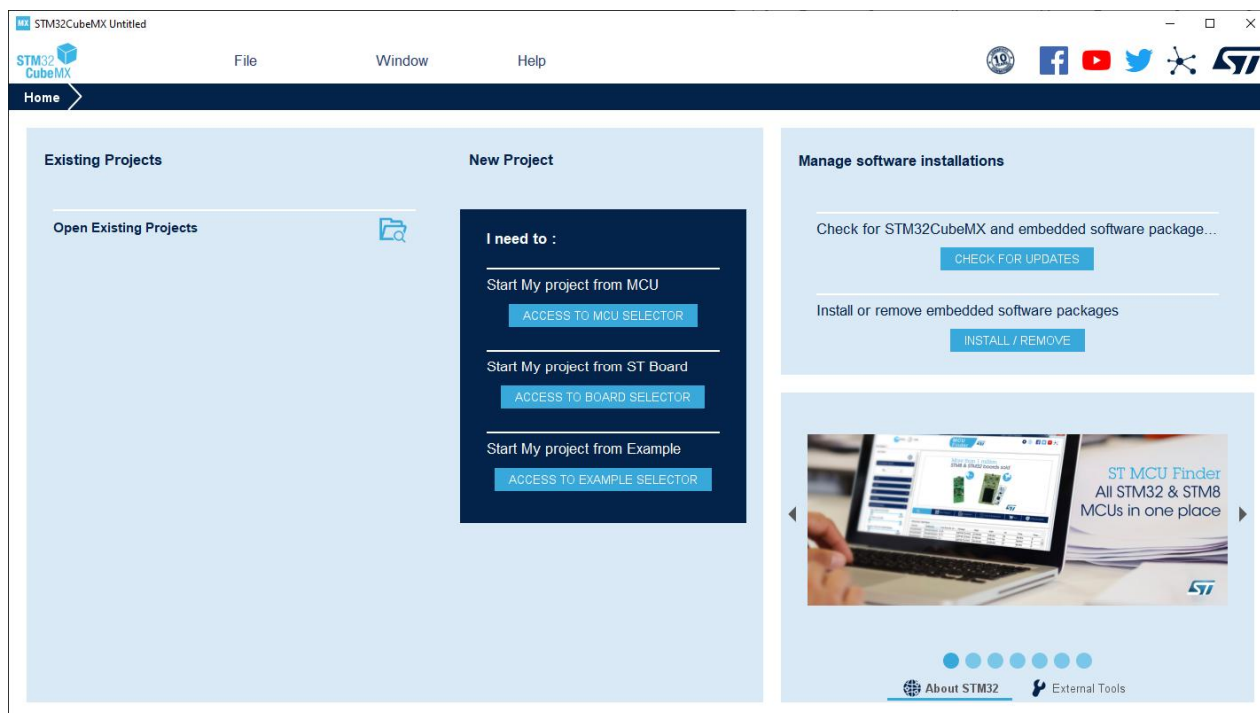 MX STM32CubeMX Untitled
STM32
CubeMX
File
Window
Help
10
Home
Existing Projects
Open Existing Projects
New Project
I need to :
Start My project from MCU
ACCESS TO MCU SELECTOR
Start My project from ST Board
ACCESS TO BOARD SELECTOR
Start My project from Example
ACCESS TO EXAMPLE SELECTOR
Manage software installations
Check for STM32CubeMX and embedded software package...
CHECK FOR UPDATES
Install or remove embedded software packages
INSTALL / REMOVE
ST MCU Finder
All STM32 & STM8
MCUs in one place
About STM32
External Tools